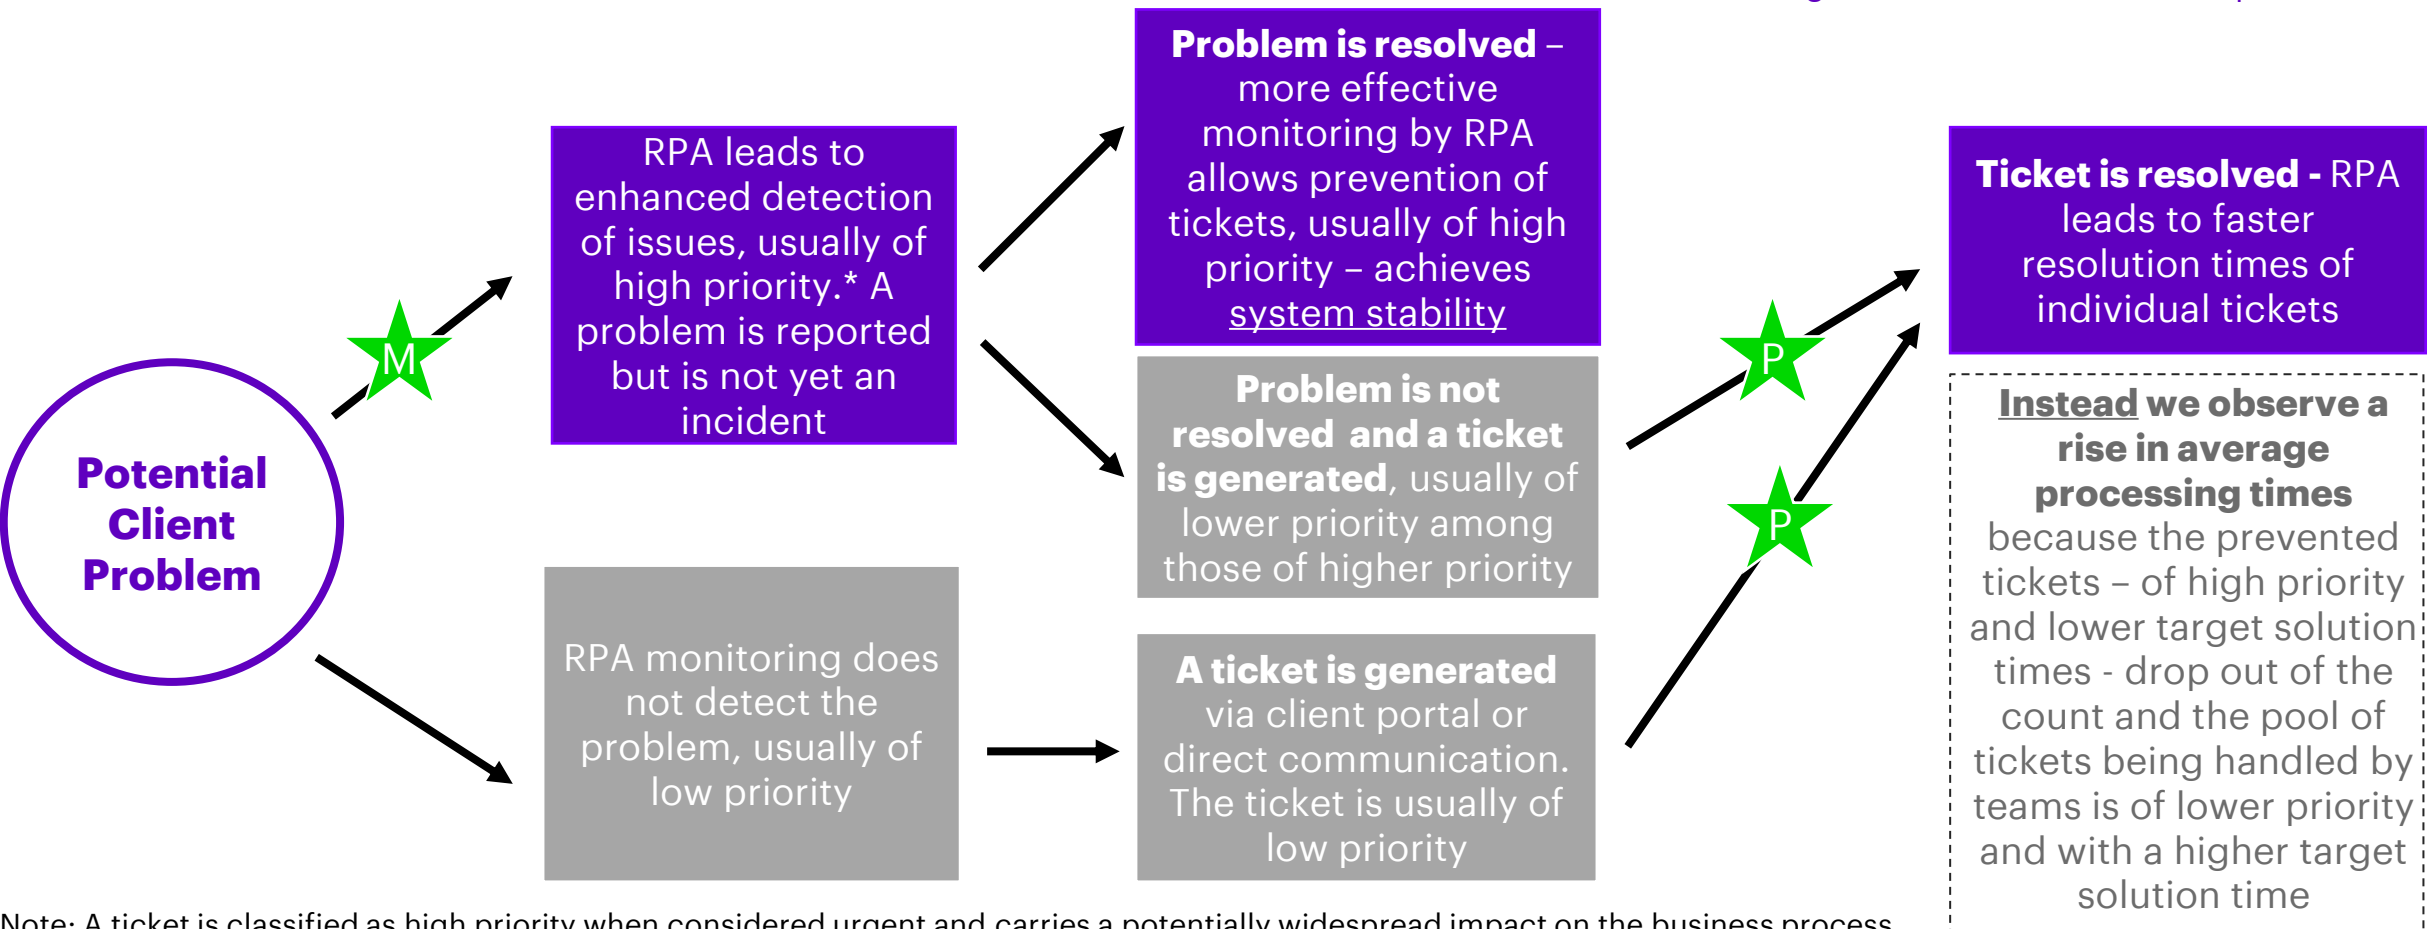 Problem is resolved –
more effective
monitoring by RPA
allows prevention of
tickets, usually of high
priority – achieves
system stability
RPA leads to
enhanced detection
of issues, usually of
high priority.* A
problem is reported
but is not yet an
incident
Ticket is resolved - RPA
leads to faster
resolution times of
individual tickets
M
P
Problem is not
resolved and a ticket
is generated, usually of
lower priority among
those of higher priority
Instead we observe a
rise in average
processing times
because the prevented
tickets – of high priority
and lower target solution
times - drop out of the
count and the pool of
tickets being handled by
teams is of lower priority
and with a higher target
solution time
Potential
Client
Problem
P
RPA monitoring does
not detect the
problem, usually of
low priority
A ticket is generated
via client portal or
direct communication.
The ticket is usually of
low priority
Note: A ticket is classified as high priority when considered urgent and carries a potentially widespread impact on the business process